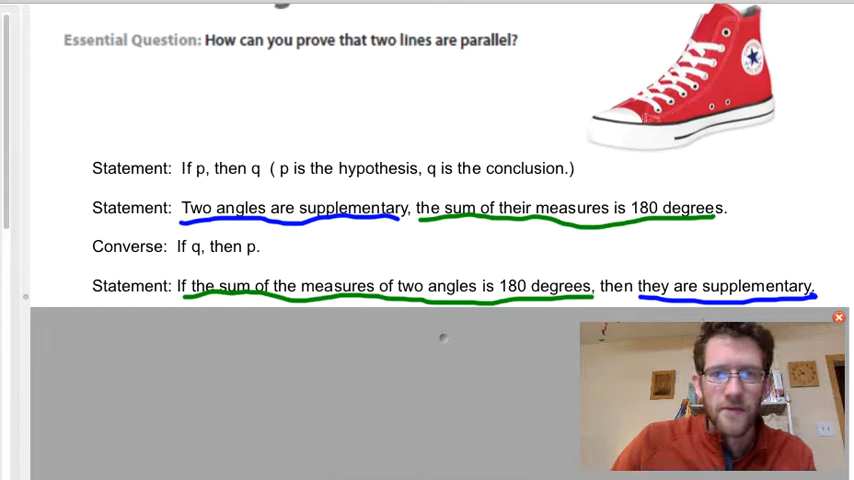 Essential Question: How can you prove that two lines are parallel?
Statement: If p, then q ( p is the hypothesis, q is the conclusion.)
Statement: Two angles are supplementary, the sum of their measures is 180 degrees.
Converse: If q, then p.
Statement: If the sum of the measures of two angles is 180 degrees, then they are supplementary.